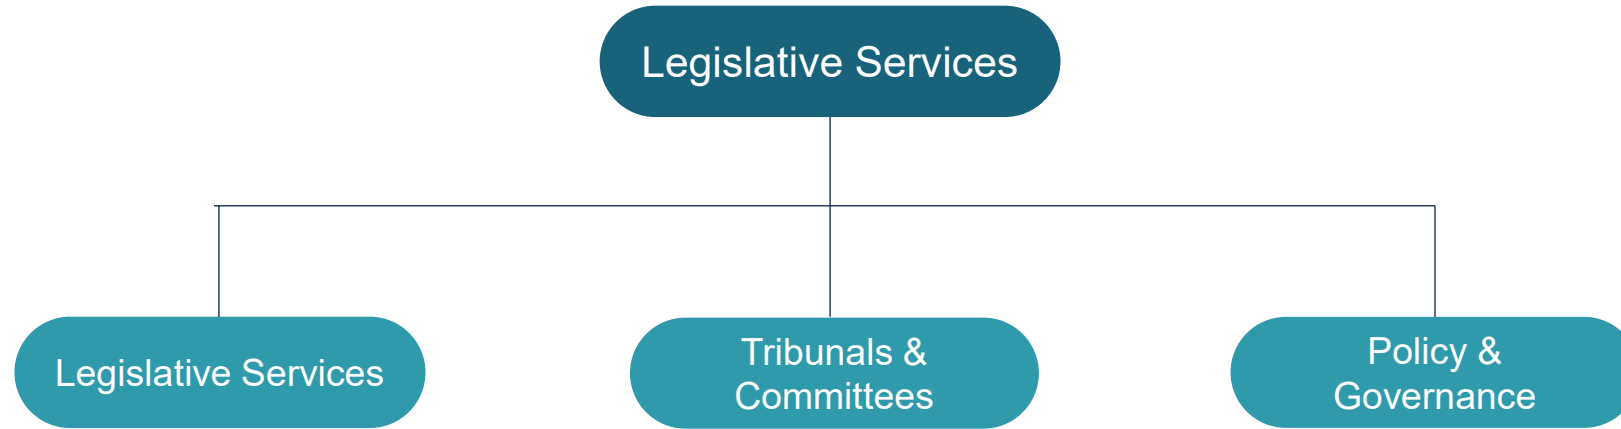 Legislative Services
Legislative Services
Tribunals &
Committees
Policy &
Governance